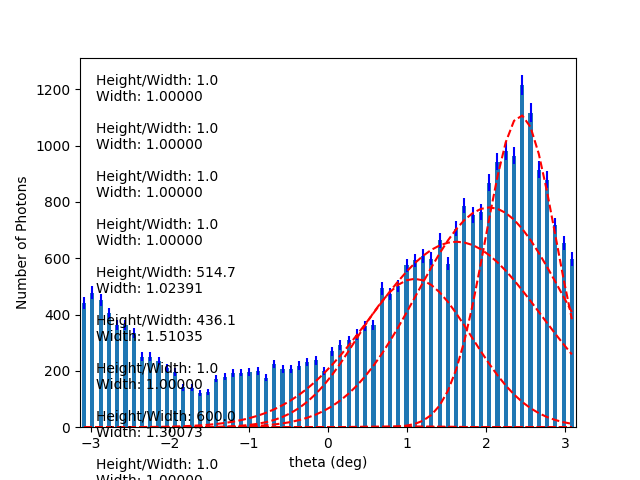 Height/Width: 1.0
Width: 1.00000
Height/Width: 1.0
Width: 1.00000
Height/Width: 1.0
Width: 1.00000
Height/Width: 1.0
Width: 1.00000
Height/Width: 514.7
Width: 1.02391
Height/Width: 436.1
Width: 1.51035
Height/Width: 1.0
Width: 1.00000
Height/Width: 600.0
Width: 1.30073
Height/Width: 1.0
Width: 1.00000
1200
1000
800
600
400
200
0
Number of Photons
−3 −2 −1 0 1 2 3
theta (deg)